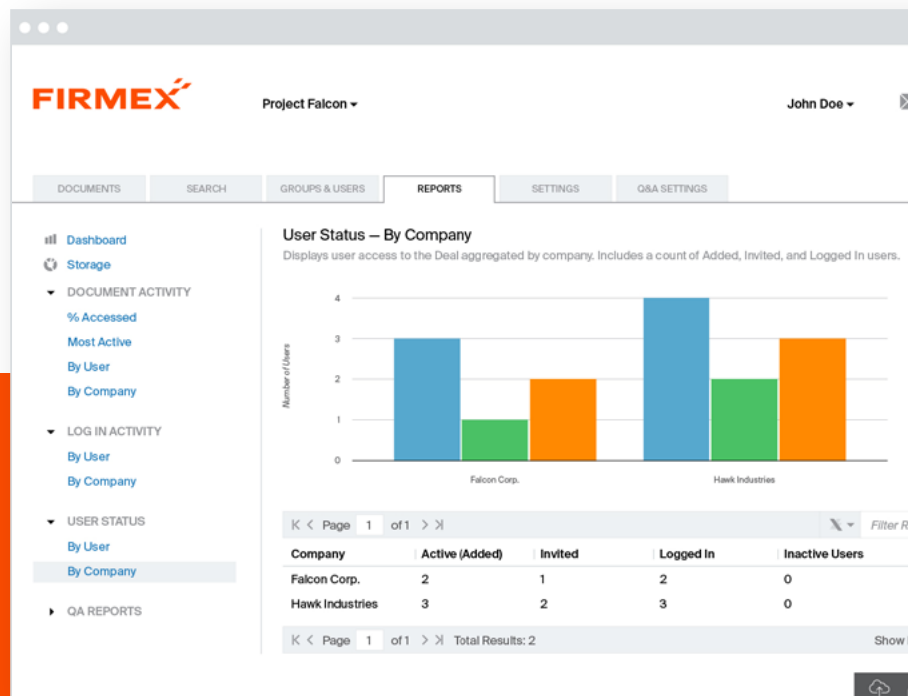 FIRMEX
Project Falcon
John Doe
DOCUMENTS
SEARCH
GROUPS & USERS
REPORTS
SETTINGS
Q&A SETTINGS
Dashboard
Storage
DOCUMENT ACTIVITY
% Accessed
Most Active
By User
By Company
LOG IN ACTIVITY
By User
By Company
USER STATUS
By User
By Company
QA REPORTS
User Status — By Company
Displays user access to the Deal aggregated by company. Includes a count of Added, Invited, and Logged In users.
Number of Users
4
3
2
1
0
Falcon Corp.
Hawk Industries
Page 1 of 1
Filter R
Company Active (Added) Invited Logged In Inactive Users
Falcon Corp. 2 1 2 0
Hawk Industries 3 2 3 0
Page 1 of 1 Total Results: 2
Show